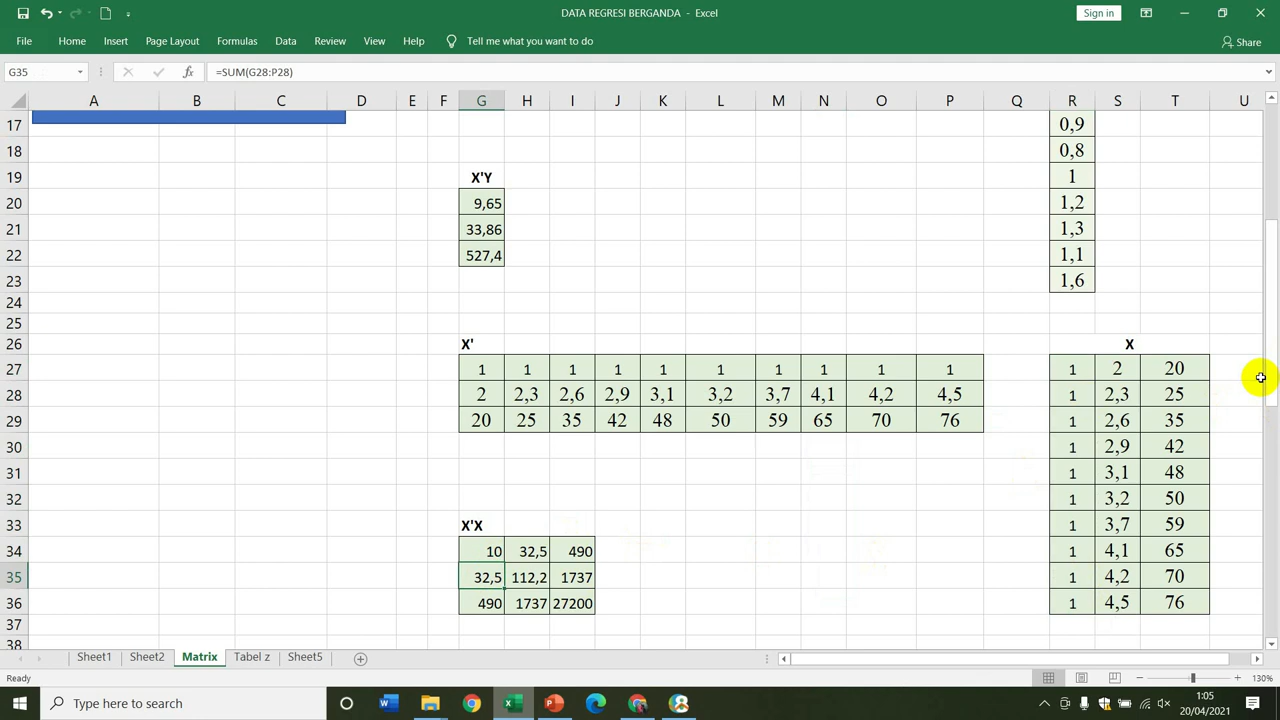 DATA REGRESI BERGANDA - Excel
Sign in
File Home Insert Page Layout Formulas Data Review View Help Tell me what you want to do
Share
G35 fx =SUM(G28:P28)
A B C D E F G H I J K L M N O P Q R S T U
17 0,9
18 0,8
19 X'Y 1
20 9,65 1,2
21 33,86 1,3
22 527,4 1,1
23 1,6
24
25
26 X' X
27 1 1 1 1 1 1 1 1 1 1 1 2 20
28 2 2,3 2,6 2,9 3,1 3,2 3,7 4,1 4,2 4,5 1 2,3 25
29 20 25 35 42 48 50 59 65 70 76 1 2,6 35
30 1 2,9 42
31 1 3,1 48
32 1 3,2 50
33 X'X 1 3,7 59
34 10 32,5 490 1 4,1 65
35 32,5 112,2 1737 1 4,2 70
36 490 1737 27200 1 4,5 76
37
38
Sheet1 Sheet2 Matrix Tabel z Sheet5
Ready 130%
Type here to search
1:05
20/04/2021